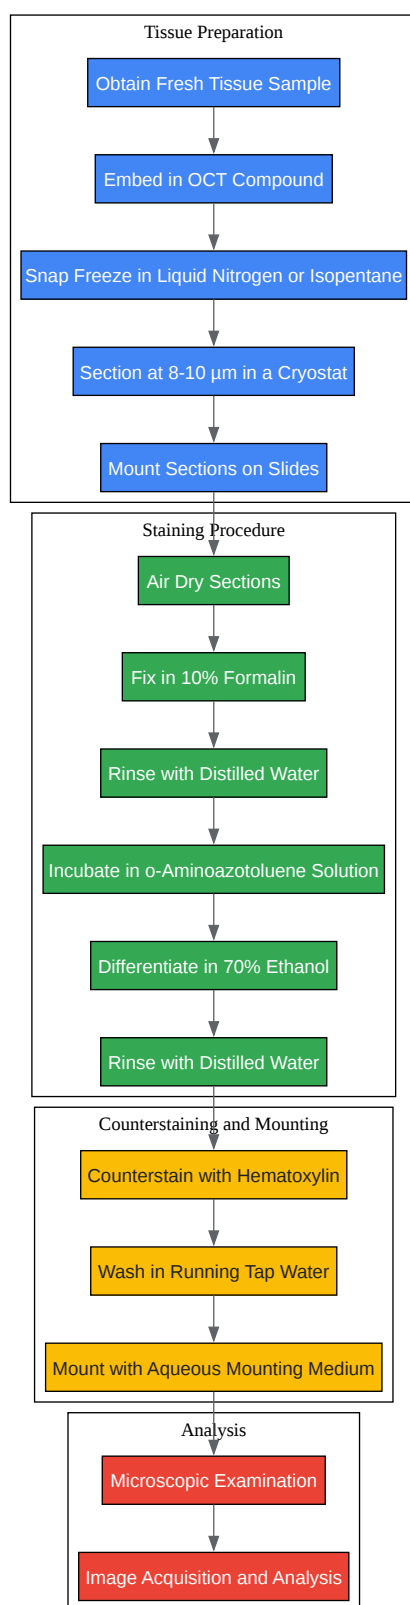 Tissue Preparation
Obtain Fresh Tissue Sample
Embed in OCT Compound
Snap Freeze in Liquid Nitrogen or Isopentane
Section at 8-10 µm in a Cryostat
Mount Sections on Slides
Staining Procedure
Air Dry Sections
Fix in 10% Formalin
Rinse with Distilled Water
Incubate in o-Aminoazotoluene Solution
Differentiate in 70% Ethanol
Rinse with Distilled Water
Counterstaining and Mounting
Counterstain with Hematoxylin
Wash in Running Tap Water
Mount with Aqueous Mounting Medium
Analysis
Microscopic Examination
Image Acquisition and Analysis